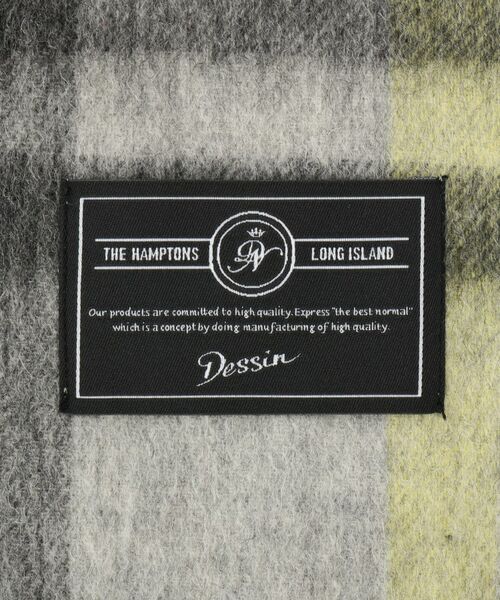 THE HAMPTONS LONG ISLAND
Our products are committed to high quality. Express "the best normal"
which is a concept by doing manufacturing of high quality.
Dessin